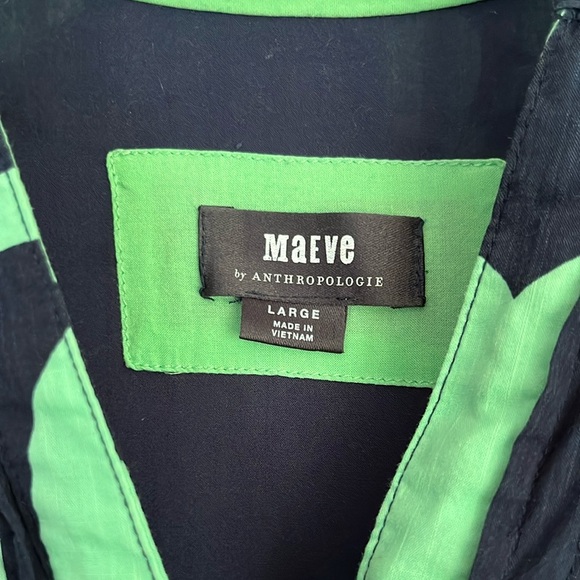 MaEve
by ANTHROPOLOGIE
LARGE
MADE IN
VIETNAM